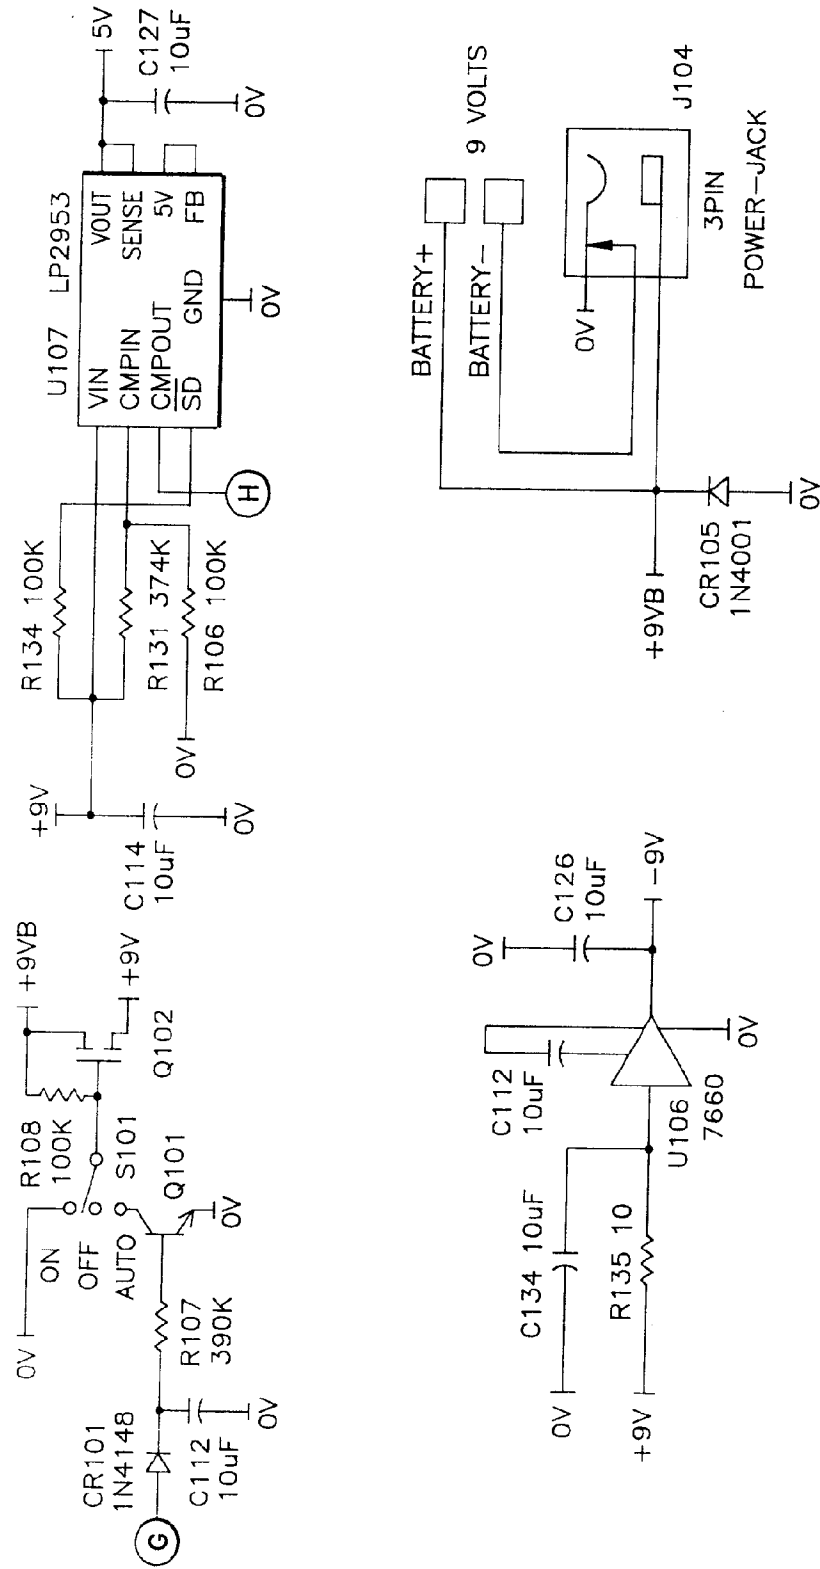 G
CR101
1N4148
C112
10uF
0V
R107
390K
0V
ON
OFF
AUTO
S101
Q101
0V
R108
100K
+9VB
Q102
+9V
+9V
C114
10uF
0V
R134 100K
R131 374K
R106 100K
0V
H
U107 LP2953
VIN
CMPIN
CMPOUT
SD
GND
VOUT
SENSE
5V
FB
0V
5V
C127
10uF
0V
0V
+9V
C134 10uF
R135 10
U106
7660
C112
10uF
0V
0V
C126
10uF
-9V
+9VB
CR105
1N4001
0V
BATTERY+
BATTERY-
9 VOLTS
0V
J104
3PIN
POWER-JACK